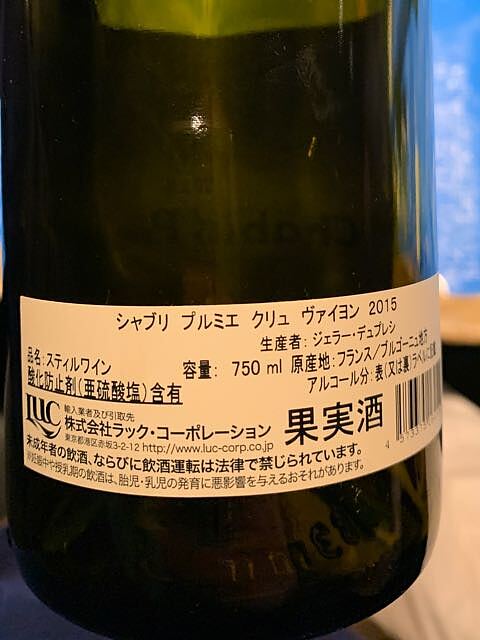 シャブリ プルミエ クリュ ヴァイヨン 2015
生産者: ジェラー・デュプレシ
品名:スティルワイン
容量: 750 ml 原産地:フランス/ブルゴーニュ地方
酸化防止剤(亜硫酸塩)含有
アルコール分:表(又は裏)ラベルに記載
LUC
輸入業者及び引取先
株式会社ラック・コーポレーション
果実酒
東京都港区赤坂3-2-12 http://www.luc-corp.co.jp
未成年者の飲酒、ならびに飲酒運転は法律で禁じられています。
妊娠中や授乳期の飲酒は、胎児・乳児の発育に悪影響を与えるおそれがあります。